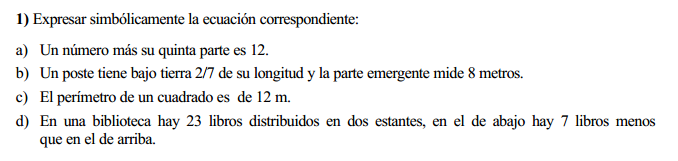 1) Expresar simbólicamente la ecuación correspondiente:
a) Un número más su quinta parte es 12.
b) Un poste tiene bajo tierra 2/7 de su longitud y la parte emergente mide 8 metros.
c) El perímetro de un cuadrado es de 12 m.
d) En una biblioteca hay 23 libros distribuidos en dos estantes, en el de abajo hay 7 libros menos
que en el de arriba.